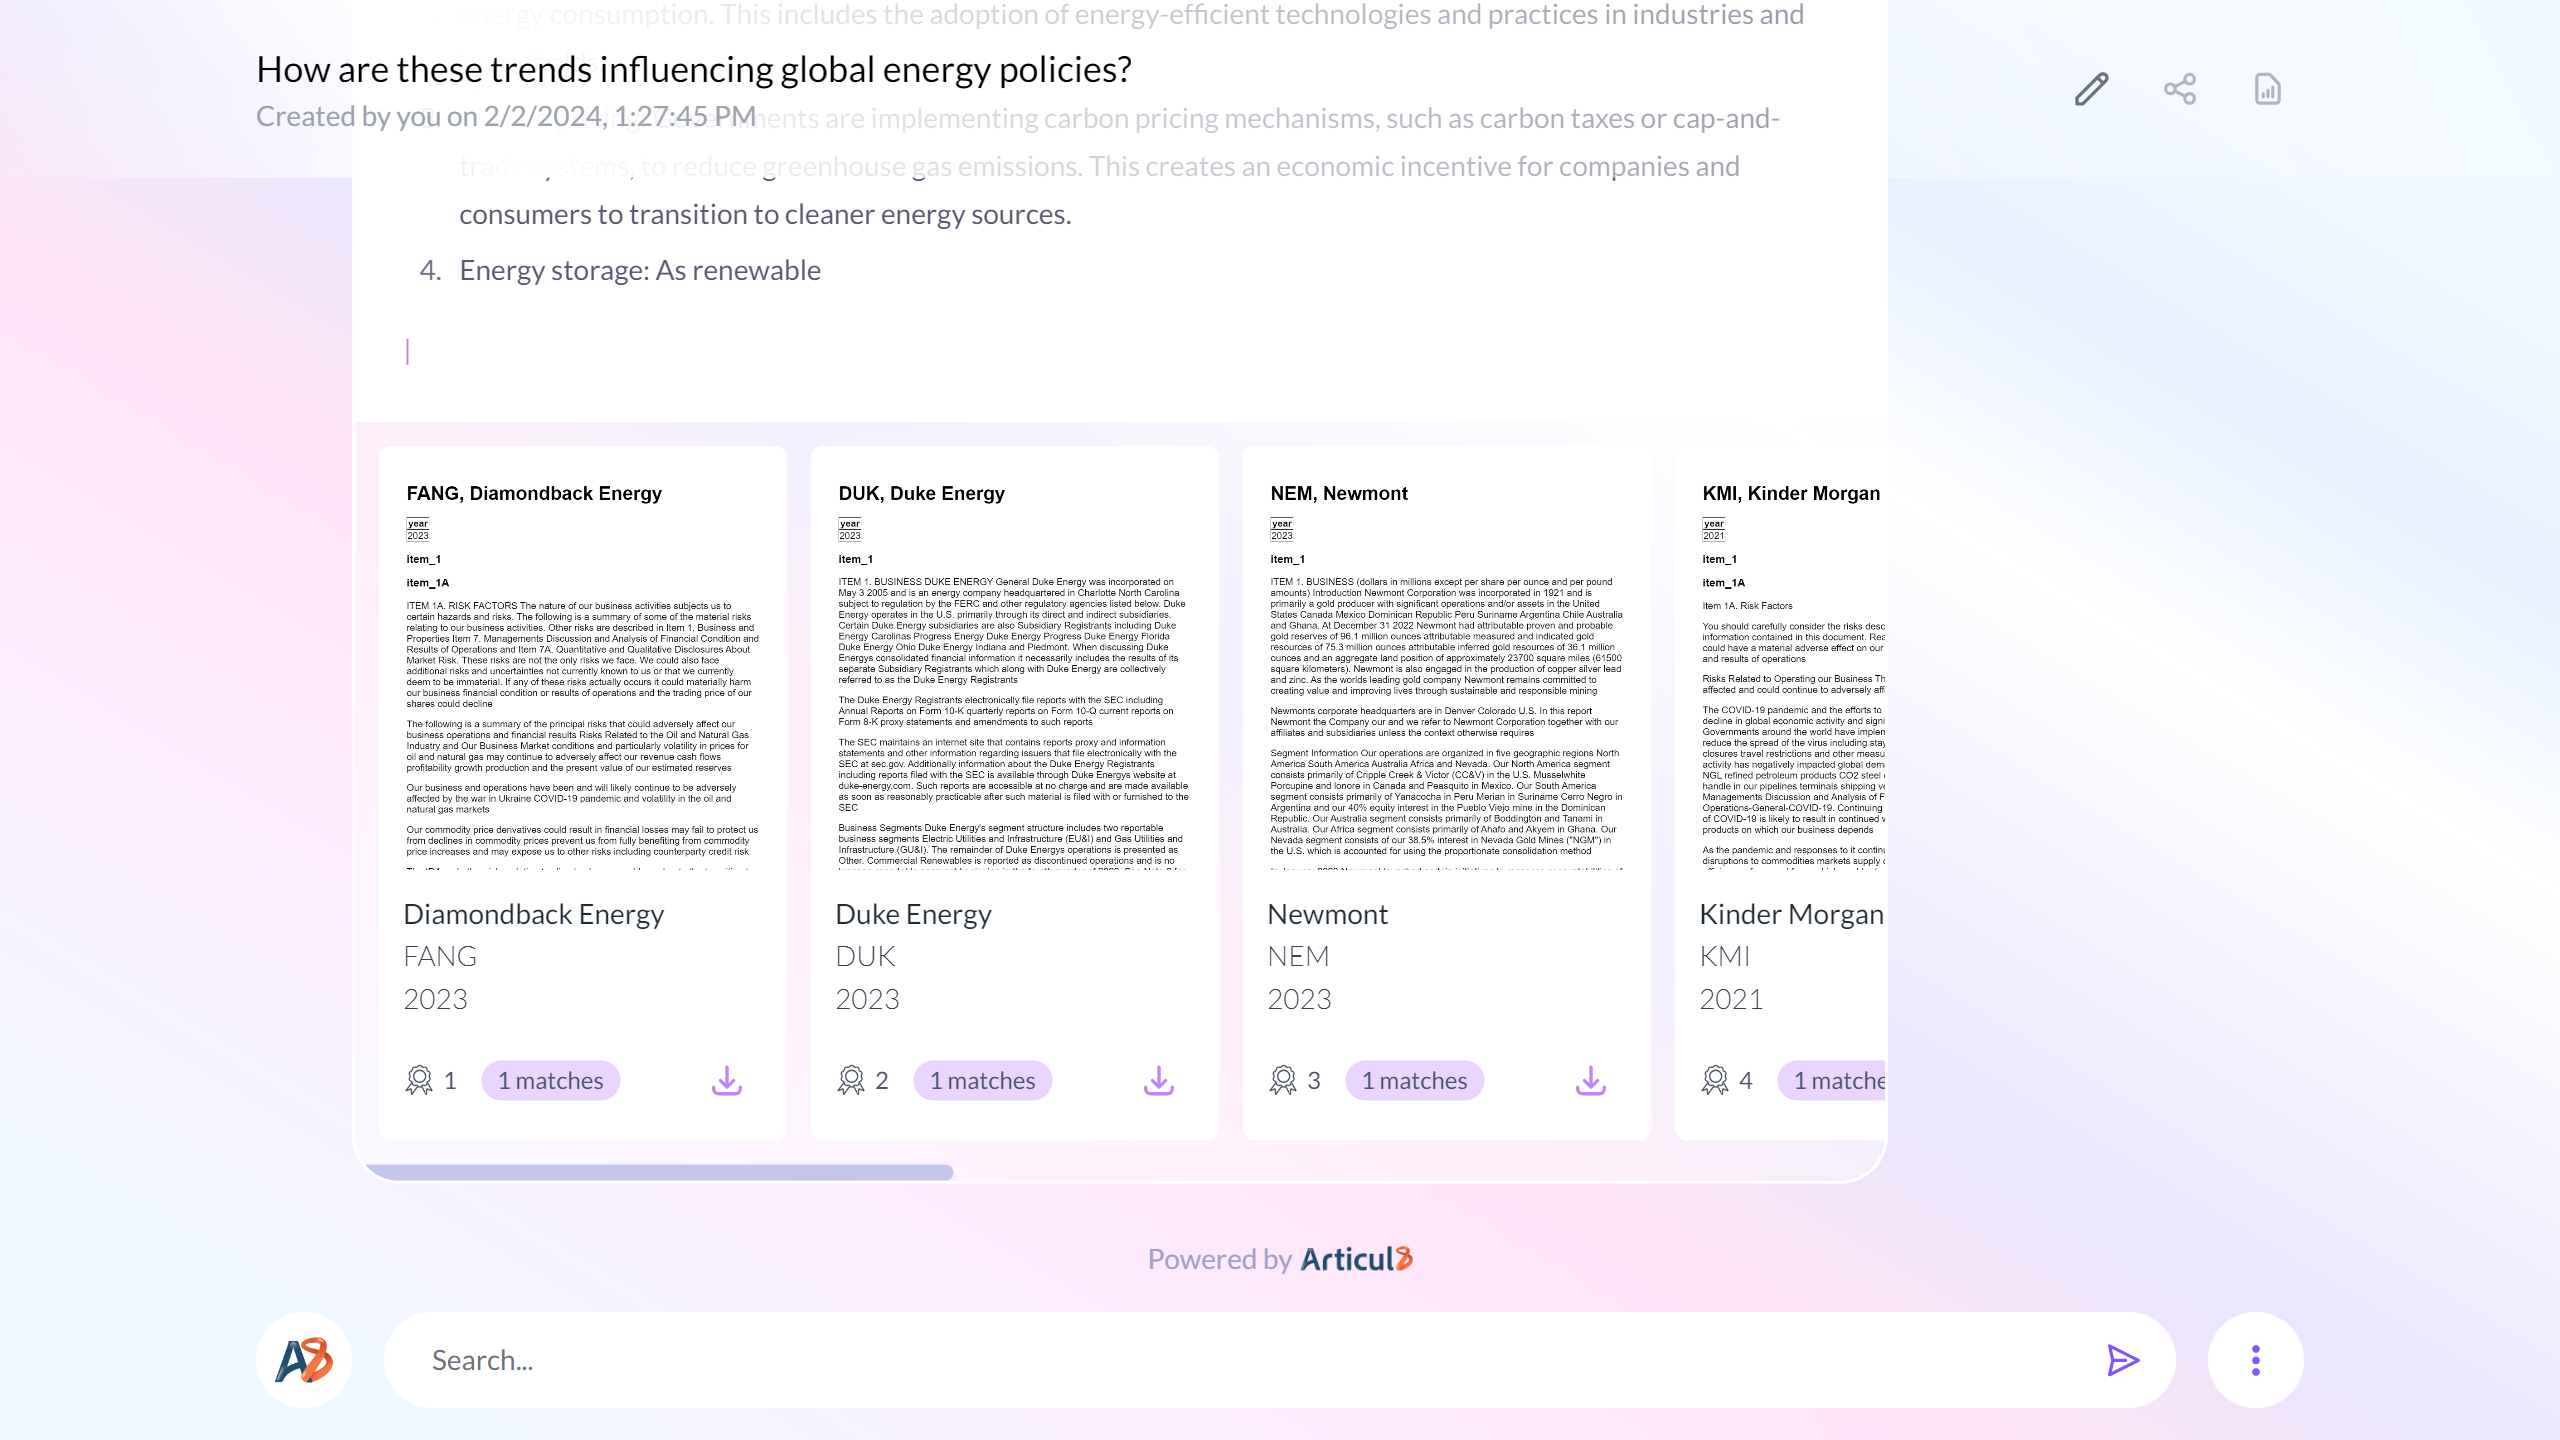 energy consumption. This includes the adoption of energy-efficient technologies and practices in industries and
How are these trends influencing global energy policies?
Created by you on 2/2/2024, 1:27:45 PM
are implementing carbon pricing mechanisms, such as carbon taxes or cap-and-
systems, to reduce greenhouse gas emissions. This creates an economic incentive for companies and
consumers to transition to cleaner energy sources.
4. Energy storage: As renewable
FANG, Diamondback Energy
year
2023
item_1
item_1A
ITEM 1A. RISK FACTORS The nature of our business activities subjects us to
certain hazards and risks. The following is a summary of some of the material risks
relating to our business activities. Other risks are described in Item 1. Business and
Properties Item 7. Managements Discussion and Analysis of Financial Condition and
Results of Operations and Item 7A. Quantitative and Qualitative Disclosures About
Market Risk. These risks are not the only risks we face. We could also face
additional risks and uncertainties not currently known to us or that we currently
deem to be immaterial. If any of these risks actually occurs it could materially harm
our business financial condition or results of operations and the trading price of our
shares could decline
The following is a summary of the principal risks that could adversely affect our
business operations and financial results Risks Related to the Oil and Natural Gas
Industry and Our Business Market conditions and particularly volatility in prices for
oil and natural gas may continue to adversely affect our revenue cash flows
profitability growth production and the present value of our estimated reserves
Our business and operations have been and will likely continue to be adversely
affected by the war in Ukraine COVID-19 pandemic and volatility in the oil and
natural gas markets
Our commodity price derivatives could result in financial losses may fail to protect us
from declines in commodity prices prevent us from fully benefiting from commodity
price increases and may expose us to other risks including counterparty credit risk
Diamondback Energy
FANG
2023
1 1 matches
DUK, Duke Energy
year
2023
item_1
ITEM 1. BUSINESS DUKE ENERGY General Duke Energy was incorporated on
May 3 2005 and is an energy company headquartered in Charlotte North Carolina
subject to regulation by the FERC and other regulatory agencies listed below. Duke
Energy operates in the U.S. primarily through its direct and indirect subsidiaries.
Certain Duke Energy subsidiaries are also Subsidiary Registrants including Duke
Energy Carolinas Progress Energy Duke Energy Progress Duke Energy Florida
Duke Energy Ohio Duke Energy Indiana and Piedmont. When discussing Duke
Energys consolidated financial information it necessarily includes the results of its
separate Subsidiary Registrants which along with Duke Energy are collectively
referred to as the Duke Energy Registrants
The Duke Energy Registrants electronically file reports with the SEC including
Annual Reports on Form 10-K quarterly reports on Form 10-Q current reports on
Form 8-K proxy statements and amendments to such reports
The SEC maintains an internet site that contains reports proxy and information
statements and other information regarding issuers that file electronically with the
SEC at sec.gov. Additionally information about the Duke Energy Registrants
including reports filed with the SEC is available through Duke Energys website at
duke-energy.com. Such reports are accessible at no charge and are made available
as soon as reasonably practicable after such material is filed with or furnished to the
SEC
Business Segments Duke Energy's segment structure includes two reportable
business segments Electric Utilities and Infrastructure (EU&I) and Gas Utilities and
Infrastructure (GU&I). The remainder of Duke Energys operations is presented as
Other. Commercial Renewables is reported as discontinued operations and is no
Duke Energy
DUK
2023
2 1 matches
NEM, Newmont
year
2023
item_1
ITEM 1. BUSINESS (dollars in millions except per share per ounce and per pound
amounts) Introduction Newmont Corporation was incorporated in 1921 and is
primarily a gold producer with significant operations and/or assets in the United
States Canada Mexico Dominican Republic Peru Suriname Argentina Chile Australia
and Ghana. At December 31 2022 Newmont had attributable proven and probable
gold reserves of 96.1 million ounces attributable measured and indicated gold
resources of 75.3 million ounces attributable inferred gold resources of 36.1 million
ounces and an aggregate land position of approximately 23700 square miles (61500
square kilometers). Newmont is also engaged in the production of copper silver lead
and zinc. As the worlds leading gold company Newmont remains committed to
creating value and improving lives through sustainable and responsible mining
Newmonts corporate headquarters are in Denver Colorado U.S. In this report
Newmont the Company our and we refer to Newmont Corporation together with our
affiliates and subsidiaries unless the context otherwise requires
Segment Information Our operations are organized in five geographic regions North
America South America Australia Africa and Nevada. Our North America segment
consists primarily of Cripple Creek & Victor (CC&V) in the U.S. Musselwhite
Porcupine and lonore in Canada and Peasquito in Mexico. Our South America
segment consists primarily of Yanacocha in Peru Merian in Suriname Cerro Negro in
Argentina and our 40% equity interest in the Pueblo Viejo mine in the Dominican
Republic. Our Australia segment consists primarily of Boddington and Tanami in
Australia. Our Africa segment consists primarily of Ahafo and Akyem in Ghana. Our
Nevada segment consists of our 38.5% interest in Nevada Gold Mines ("NGM") in
the U.S. which is accounted for using the proportionate consolidation method
Newmont
NEM
2023
3 1 matches
KMI, Kinder Morgan
year
2021
item_1
item_1A
Item 1A. Risk Factors
You should carefully consider the risks desc
information contained in this document. Rea
could have a material adverse effect on our
and results of operations
Risks Related to Operating our Business Th
affected and could continue to adversely aff
The COVID-19 pandemic and the efforts to
decline in global economic activity and signi
Governments around the world have implem
reduce the spread of the virus including stay
closures travel restrictions and other measu
activity has negatively impacted global dem
NGL refined petroleum products CO2 steel
handle in our pipelines terminals shipping ve
Managements Discussion and Analysis of F
Operations-General-COVID-19. Continuing
of COVID-19 is likely to result in continued w
products on which our business depends
As the pandemic and responses to it continu
disruptions to commodities markets supply
Kinder Morgan
KMI
2021
4 1 matche
Powered by Articul8
A8
Search...